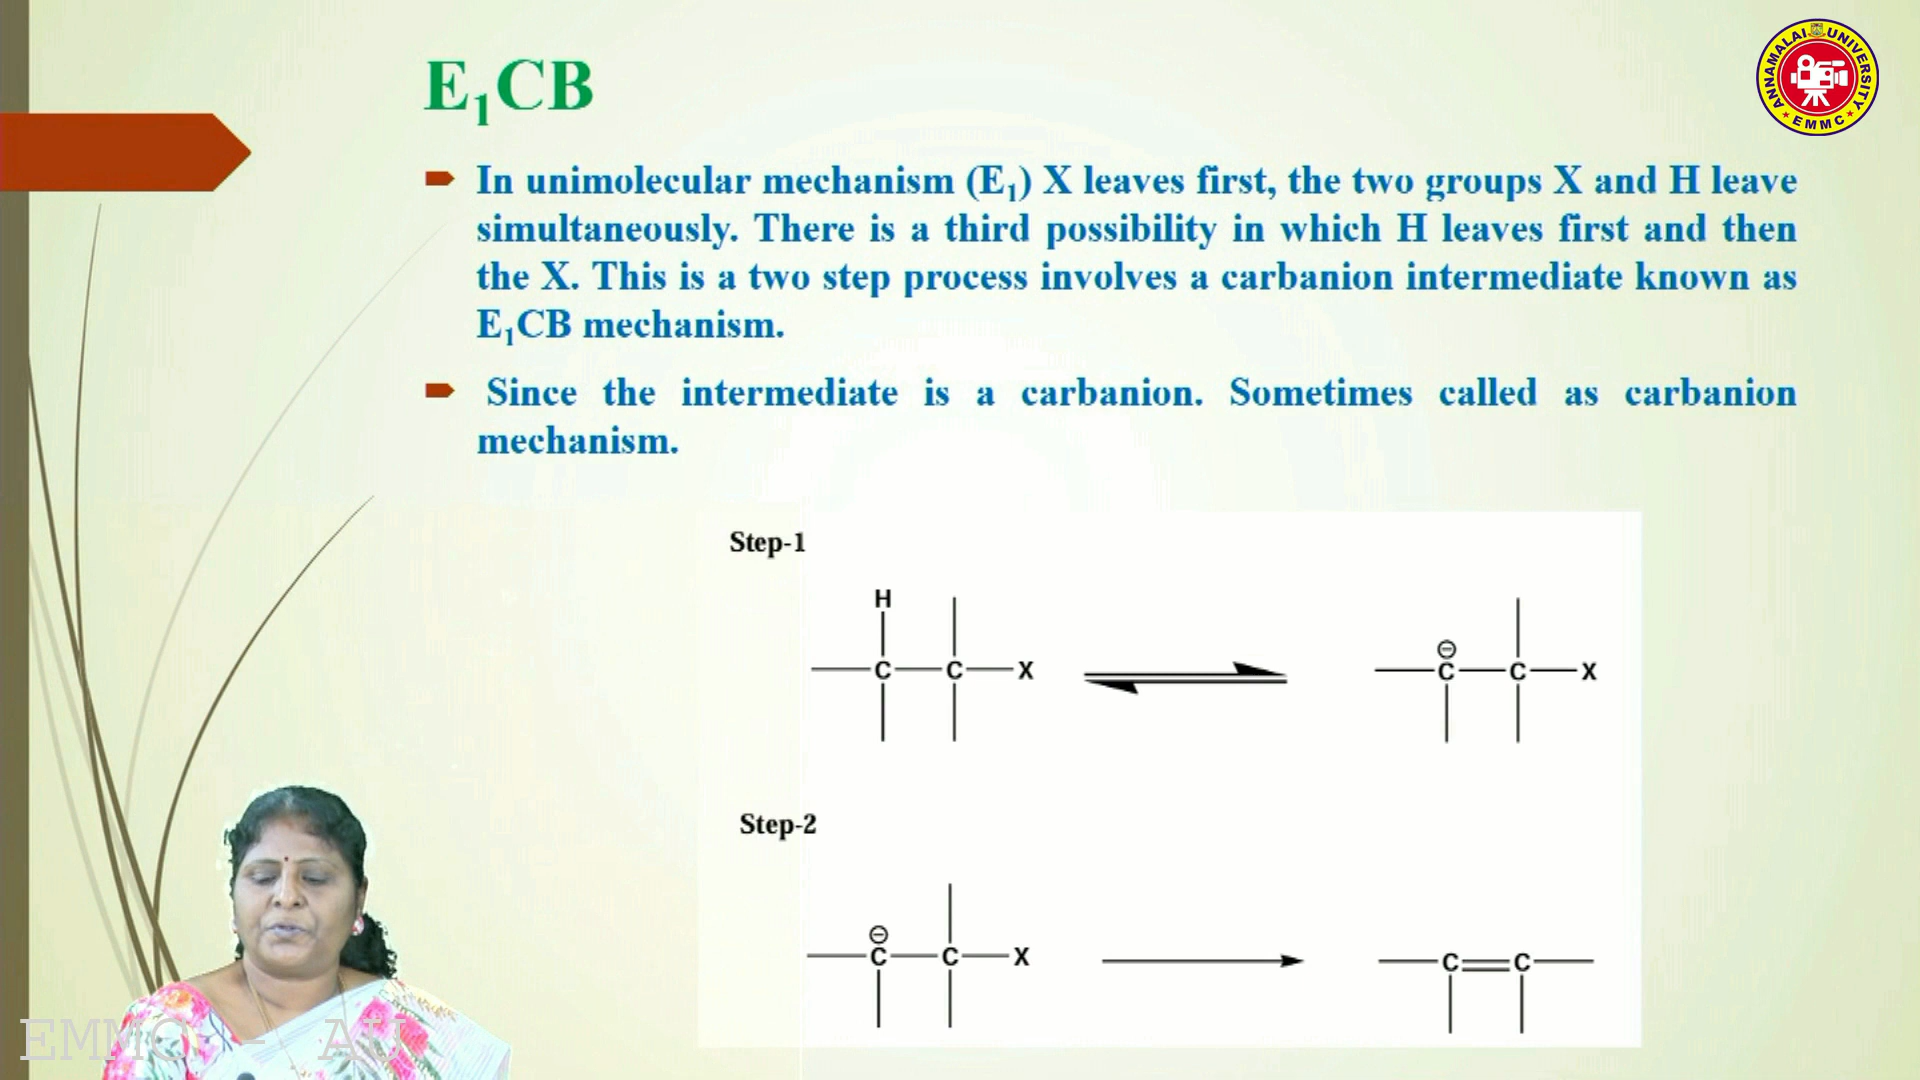 E₁CB
In unimolecular mechanism (E₁) X leaves first, the two groups X and H leave
simultaneously. There is a third possibility in which H leaves first and then
the X. This is a two step process involves a carbanion intermediate known as
E₁CB mechanism.
Since the intermediate is a carbanion. Sometimes called as carbanion
mechanism.
Step-1
H
C C X
⊖
C C X
Step-2
⊖
C C X
C C
ANNAMALAI UNIVERSITY
EMMC
EMMC - AU